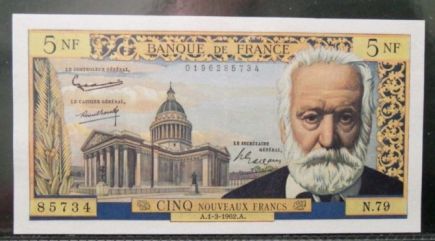 5 NF BANQUE DE FRANCE 5 NF
0196285734
LE CONTROLEUR GÉNÉRAL,
LE CAISSIER GÉNÉRAL,
LE SECRÉTAIRE
GÉNÉRAL,
CINQ NOUVEAUX FRANCS
85734 N.79
A.1-3-1962.A.